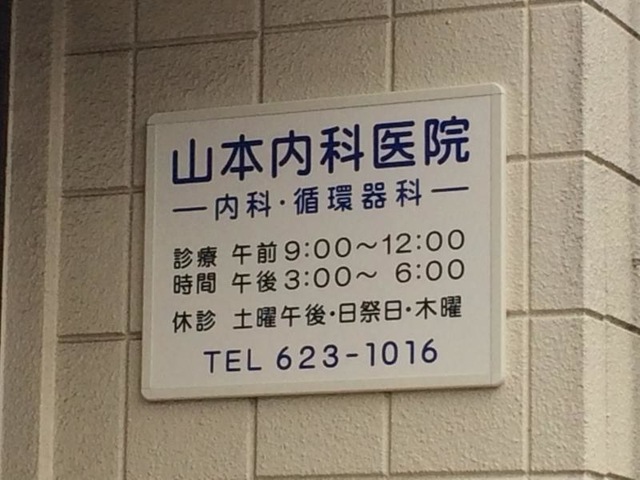 山本内科医院
内科・循環器科
診療時間 午前 9:00〜12:00
午後 3:00〜 6:00
休診 土曜午後・日祭日・木曜
TEL 623-1016